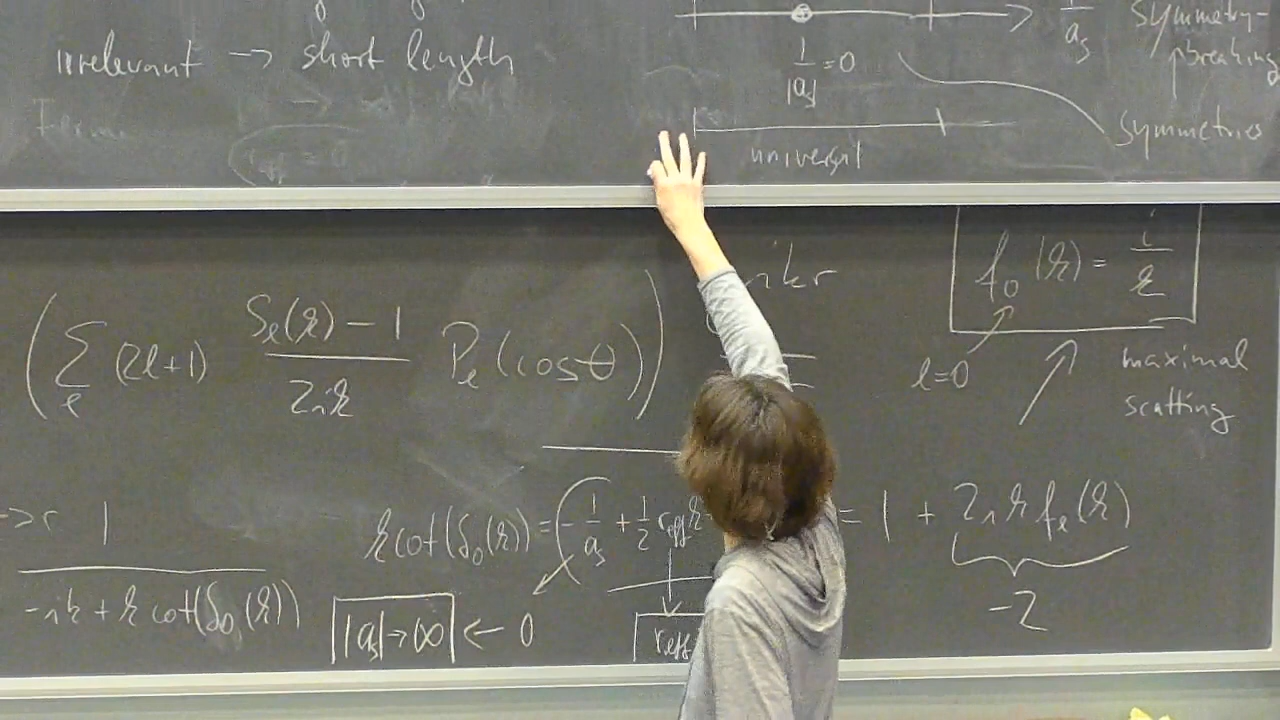 irrelevant → short length
1/|a_s| = 0
1/a_s
Symmetry-
breaking
symmetries
universal
( Σ_ℓ (2ℓ+1) (S_ℓ(k) − 1)/(2ik) P_ℓ(cosθ) )
f_0(k) = i/k
ℓ=0
maximal
scatting
1/(−ik + k cot(δ_0(k)))
k cot(δ_0(k)) = −1/a_s + 1/2 r_eff k
= 1 + 2ik f_ℓ(k)
−2
|a_s|→∞ ← 0
r_eff